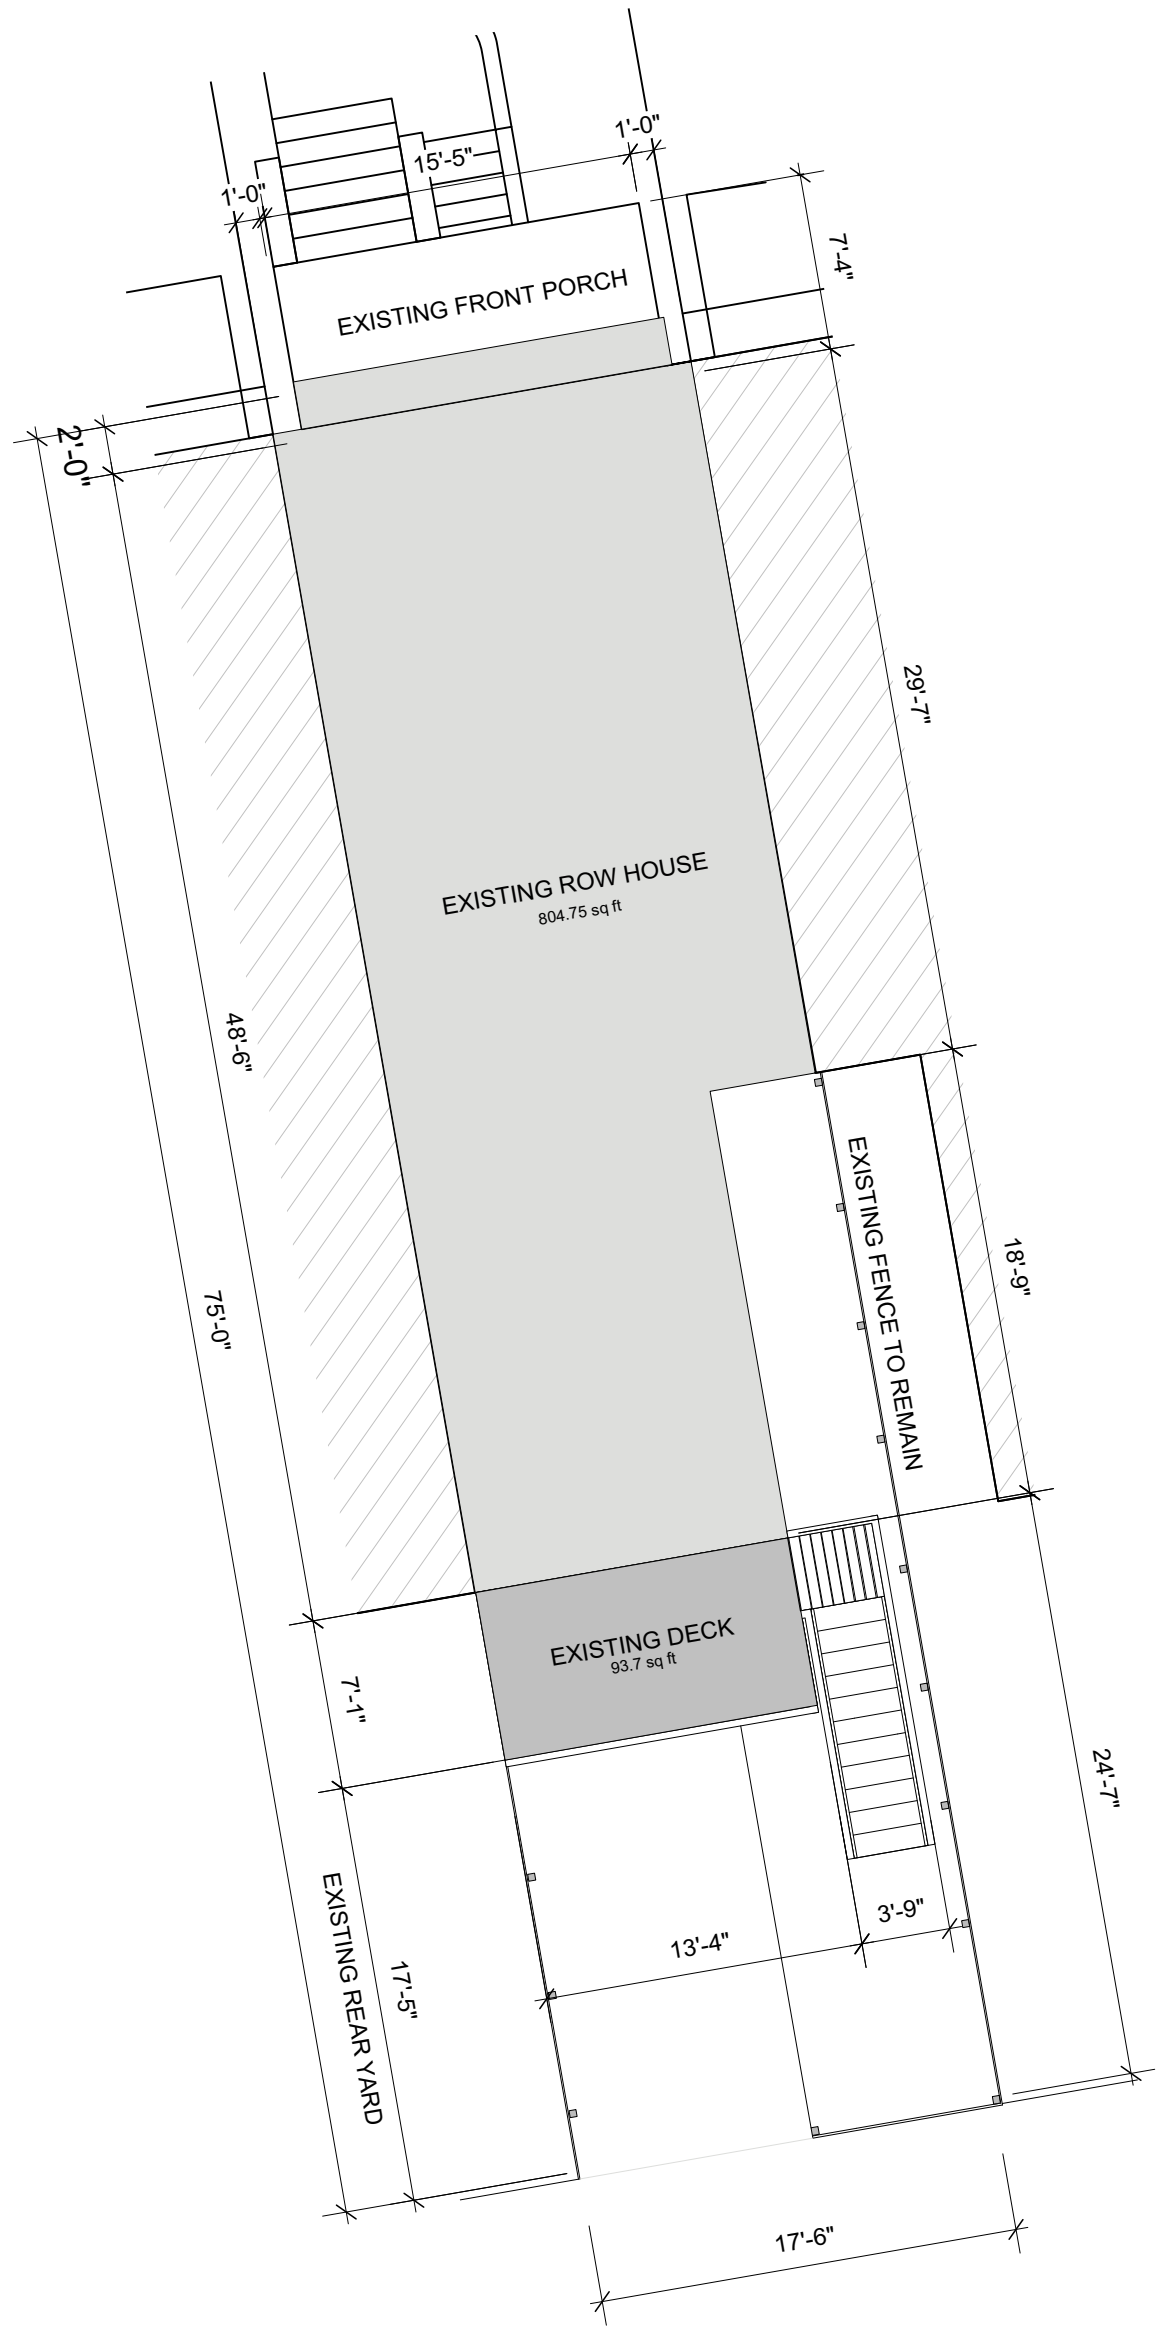 1'-0"
15'-5"
1'-0"
7'-4"
EXISTING FRONT PORCH
2'-0"
29'-7"
EXISTING ROW HOUSE
804.75 sq ft
48'-6"
EXISTING FENCE TO REMAIN
18'-9"
75'-0"
EXISTING DECK
93.7 sq ft
7'-1"
24'-7"
3'-9"
13'-4"
EXISTING REAR YARD
17'-5"
17'-6"